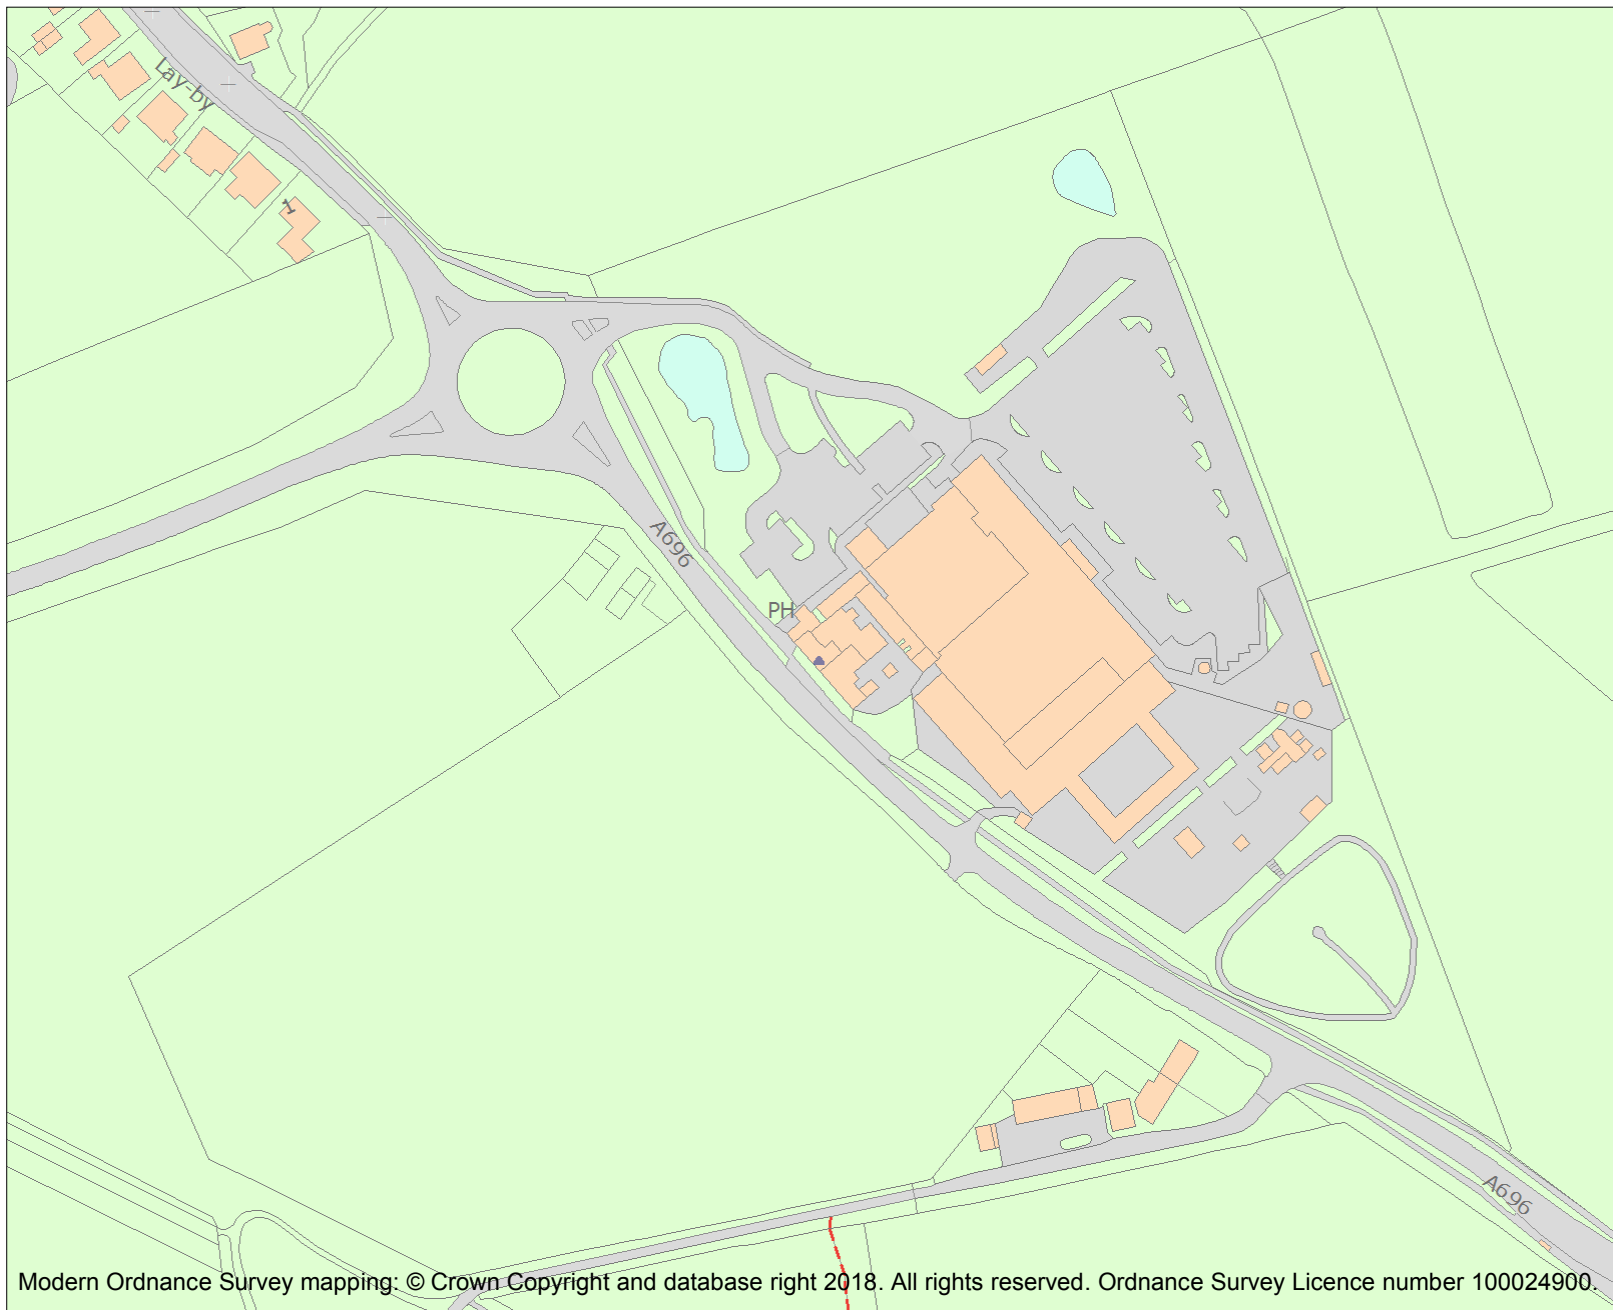 Lay-by
1
A696
PH
A696
Modern Ordnance Survey mapping: © Crown Copyright and database right 2018. All rights reserved. Ordnance Survey Licence number 100024900.